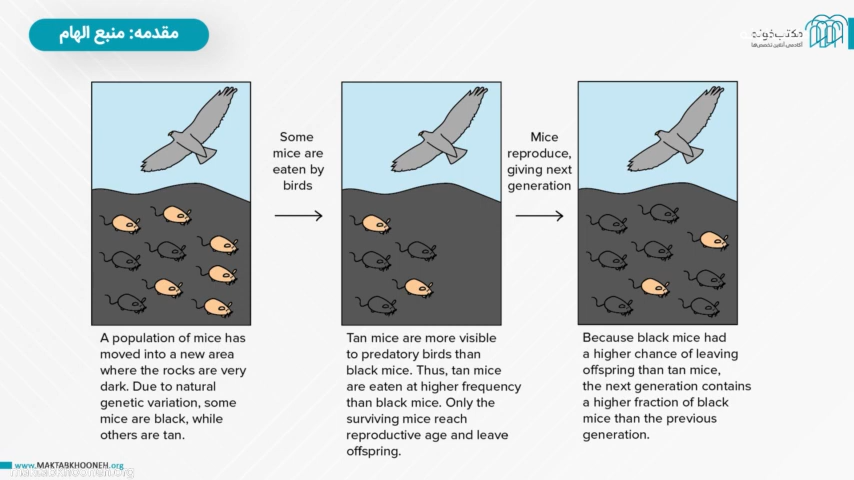 مقدمه: منبع الهام
مکتب‌خونه
آکادمی آنلاین تخصص‌ها
Some
mice are
eaten by
birds
Mice
reproduce,
giving next
generation
A population of mice has
moved into a new area
where the rocks are very
dark. Due to natural
genetic variation, some
mice are black, while
others are tan.
Tan mice are more visible
to predatory birds than
black mice. Thus, tan mice
are eaten at higher frequency
than black mice. Only the
surviving mice reach
reproductive age and leave
offspring.
Because black mice had
a higher chance of leaving
offspring than tan mice,
the next generation contains
a higher fraction of black
mice than the previous
generation.
www.MAKTABKHOONEH.org
maktabkhooneh.org